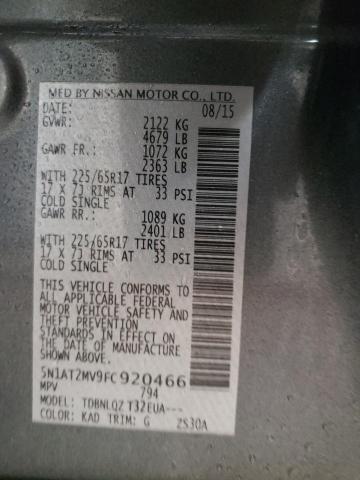 MFD BY NISSAN MOTOR CO., LTD.
DATE: 08/15
GVWR: 2122 KG
4679 LB
GAWR FR: 1072 KG
2363 LB
WITH 225/65R17 TIRES
17 X 7J RIMS AT 33 PSI
COLD SINGLE
GAWR RR: 1089 KG
2401 LB
WITH 225/65R17 TIRES
17 X 7J RIMS AT 33 PSI
COLD SINGLE
THIS VEHICLE CONFORMS TO
ALL APPLICABLE FEDERAL
MOTOR VEHICLE SAFETY
STANDARDS IN EFFECT ON
THE DATE OF MANUFACTURE
SHOWN ABOVE.
5N1AT2MV9FC920466
MPV 794
MODEL: TDBNLQZ T32EUA---
COLOR: KAD TRIM: G 2S30A